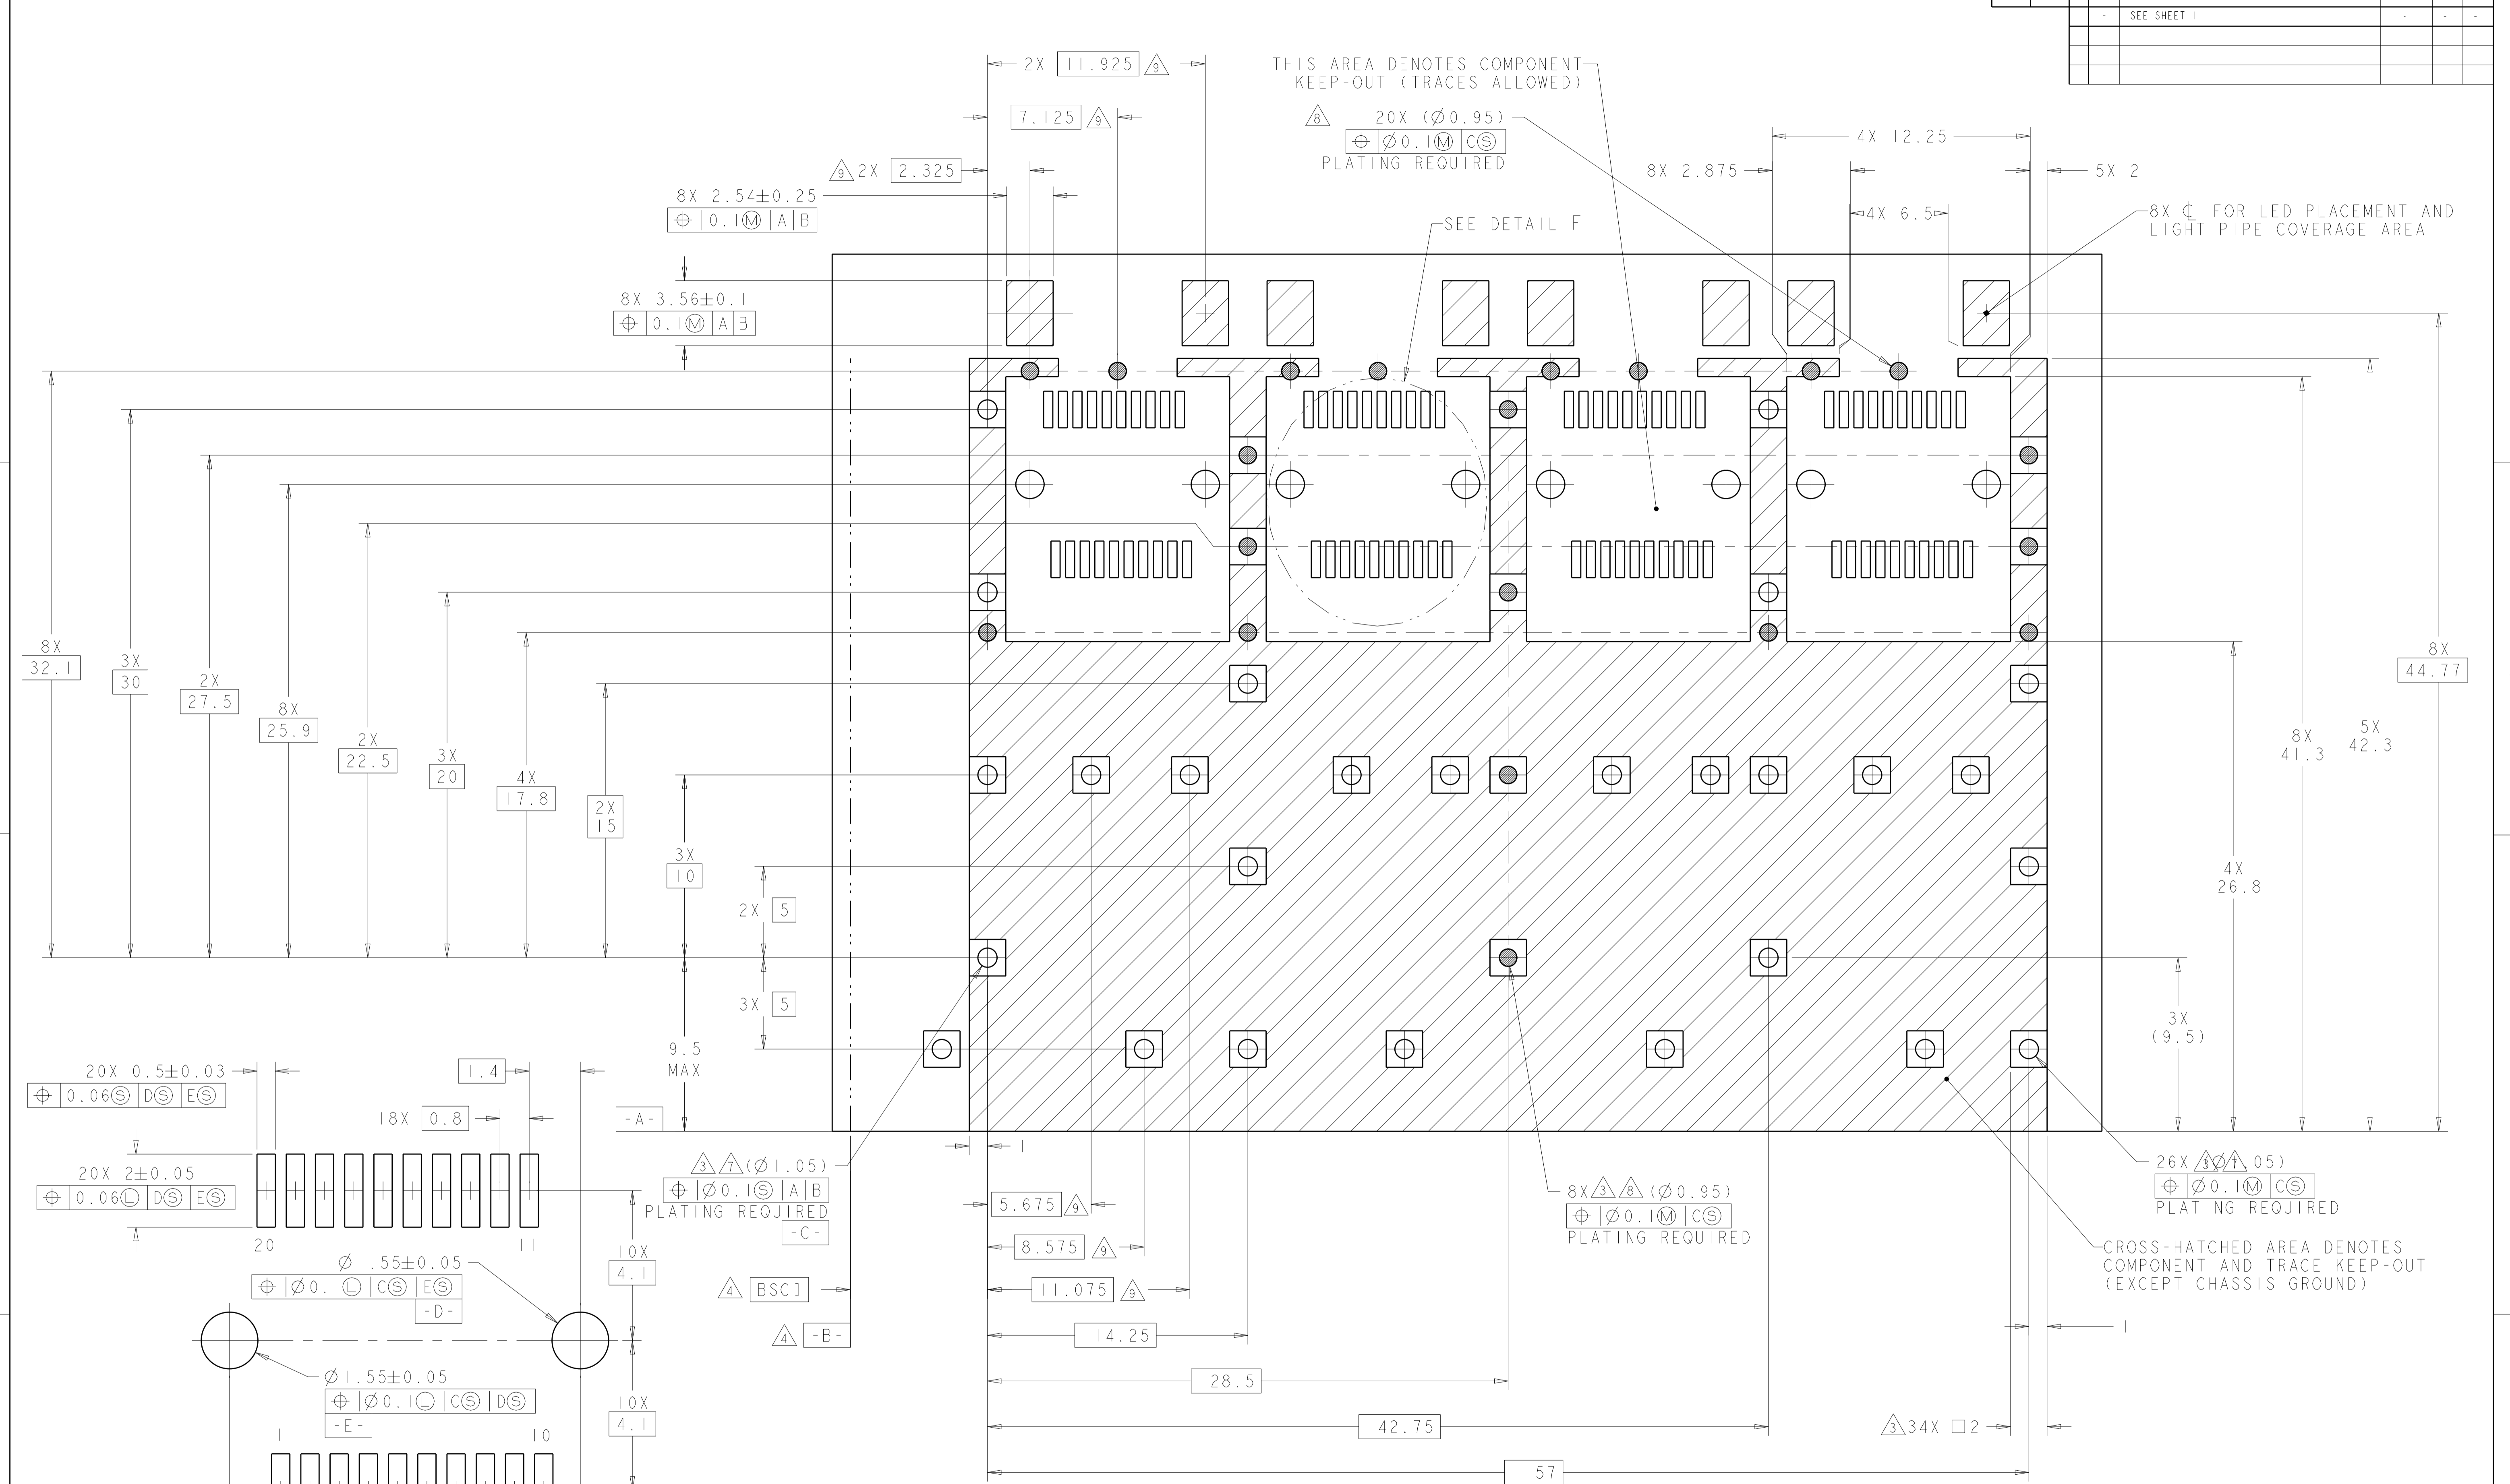 - SEE SHEET 1 - - -
2X 11.925 9
THIS AREA DENOTES COMPONENT
KEEP-OUT (TRACES ALLOWED)
7.125 9
8 20X (Ø0.95)
⌖ Ø0.1Ⓜ CⓈ
PLATING REQUIRED
4X 12.25
9 2X 2.325
8X 2.875
5X 2
8X 2.54±0.25
⌖ 0.1Ⓜ A B
4X 6.5
SEE DETAIL F
8X ℄ FOR LED PLACEMENT AND
LIGHT PIPE COVERAGE AREA
8X 3.56±0.1
⌖ 0.1Ⓜ A B
8X
32.1
3X
30
2X
27.5
8X
25.9
2X
22.5
3X
20
4X
17.8
2X
15
3X
10
2X 5
3X 5
9.5
MAX
8X
44.77
5X
42.3
8X
41.3
4X
26.8
3X
(9.5)
20X 0.5±0.03
⌖ 0.06Ⓢ DⓈ EⓈ
1.4
18X 0.8
-A-
20X 2±0.05
⌖ 0.06Ⓛ DⓈ EⓈ
20
11
3 7 (Ø1.05)
⌖ Ø0.1Ⓢ A B
PLATING REQUIRED
-C-
1
5.675 9
8.575 9
8X 3 8 (Ø0.95)
⌖ Ø0.1Ⓜ CⓈ
PLATING REQUIRED
26X 3 7 .05)
⌖ Ø0.1Ⓜ CⓈ
PLATING REQUIRED
CROSS-HATCHED AREA DENOTES
COMPONENT AND TRACE KEEP-OUT
(EXCEPT CHASSIS GROUND)
10X
4.1
Ø1.55±0.05
⌖ Ø0.1Ⓛ CⓈ EⓈ
-D-
4 BSC]
11.075 9
4 -B-
14.25
1
Ø1.55±0.05
⌖ Ø0.1Ⓛ CⓈ DⓈ
-E-
10X
4.1
28.5
1
10
42.75
3 34X □2
57